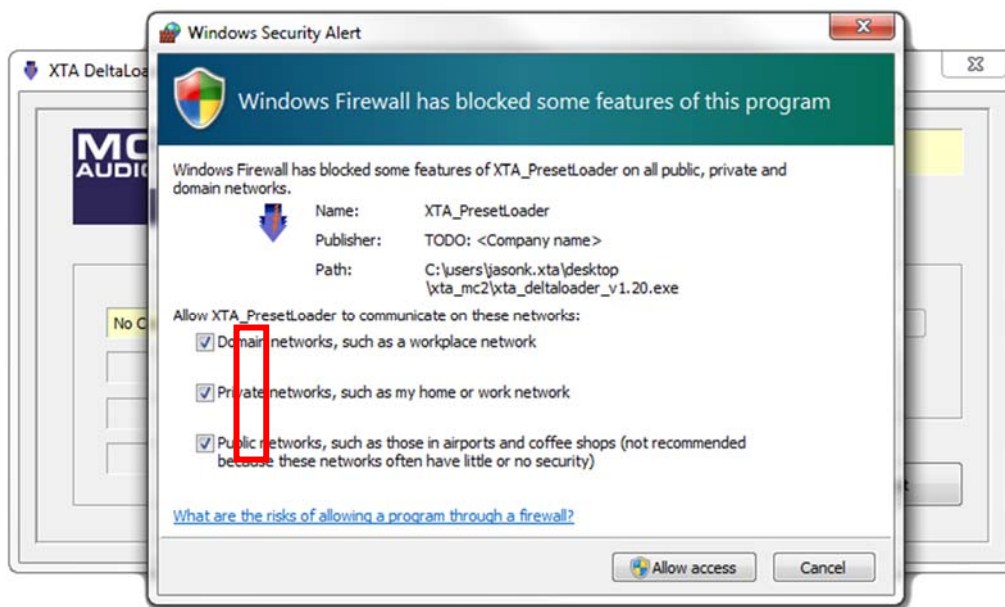 Windows Security Alert
XTA DeltaLoa
Windows Firewall has blocked some features of this program
MC
AUDIO
Windows Firewall has blocked some features of XTA_PresetLoader on all public, private and
domain networks.
Name: XTA_PresetLoader
Publisher: TODO: <Company name>
Path: C:\users\jasonk.xta\desktop
\xta_mc2\xta_deltaloader_v1.20.exe
Allow XTA_PresetLoader to communicate on these networks:
No C
Domain networks, such as a workplace network
Private networks, such as my home or work network
Public networks, such as those in airports and coffee shops (not recommended
because these networks often have little or no security)
What are the risks of allowing a program through a firewall?
Allow access
Cancel